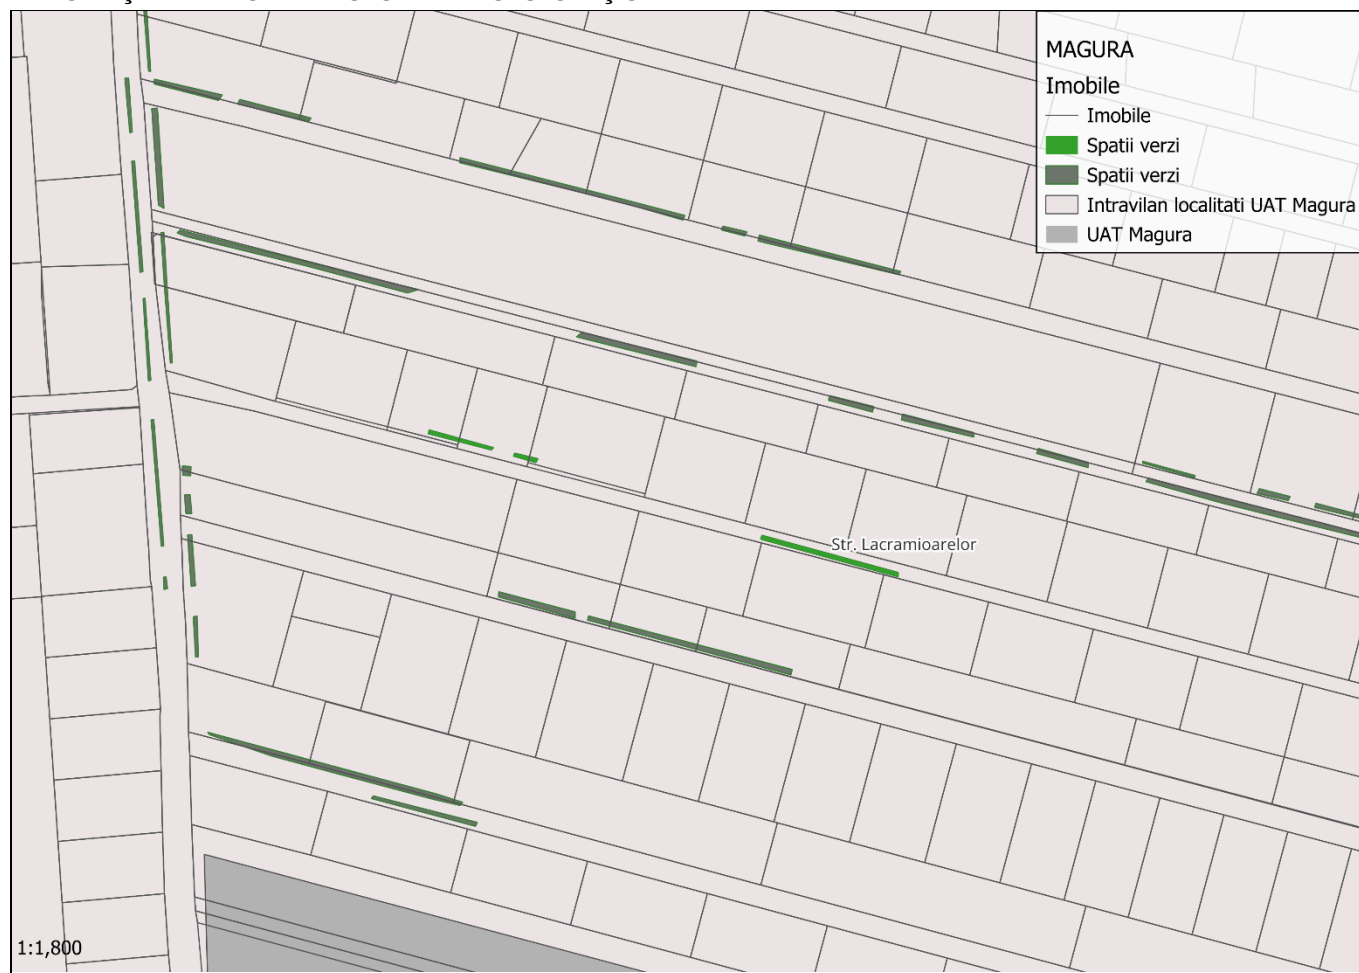 MAGURA
Imobile
Imobile
Spatii verzi
Spatii verzi
Intravilan localitati UAT Magura
UAT Magura
Str. Lacramioarelor
1:1,800